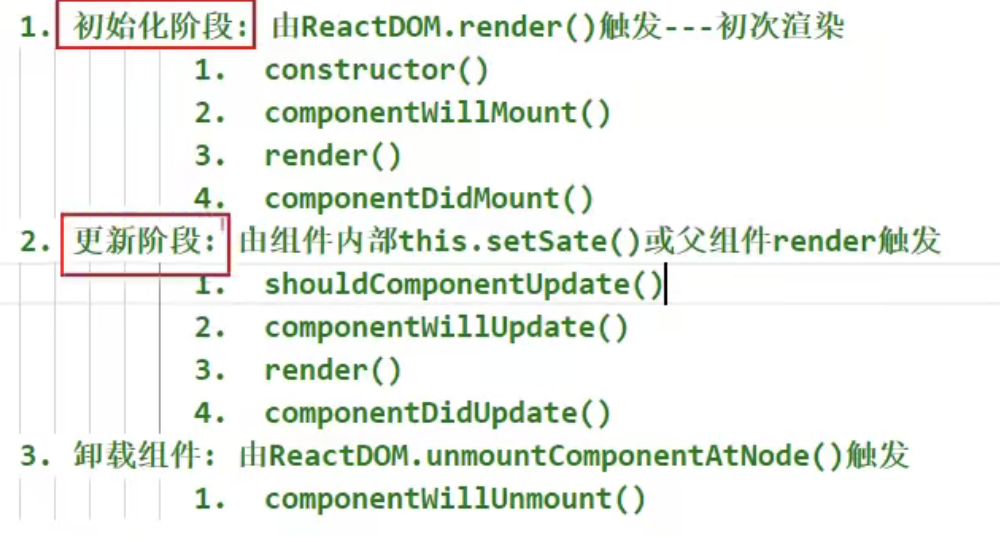 1. 初始化阶段: 由ReactDOM.render()触发---初次渲染
1. constructor()
2. componentWillMount()
3. render()
4. componentDidMount()
2. 更新阶段: 由组件内部this.setSate()或父组件render触发
1. shouldComponentUpdate()
2. componentWillUpdate()
3. render()
4. componentDidUpdate()
3. 卸载组件: 由ReactDOM.unmountComponentAtNode()触发
1. componentWillUnmount()